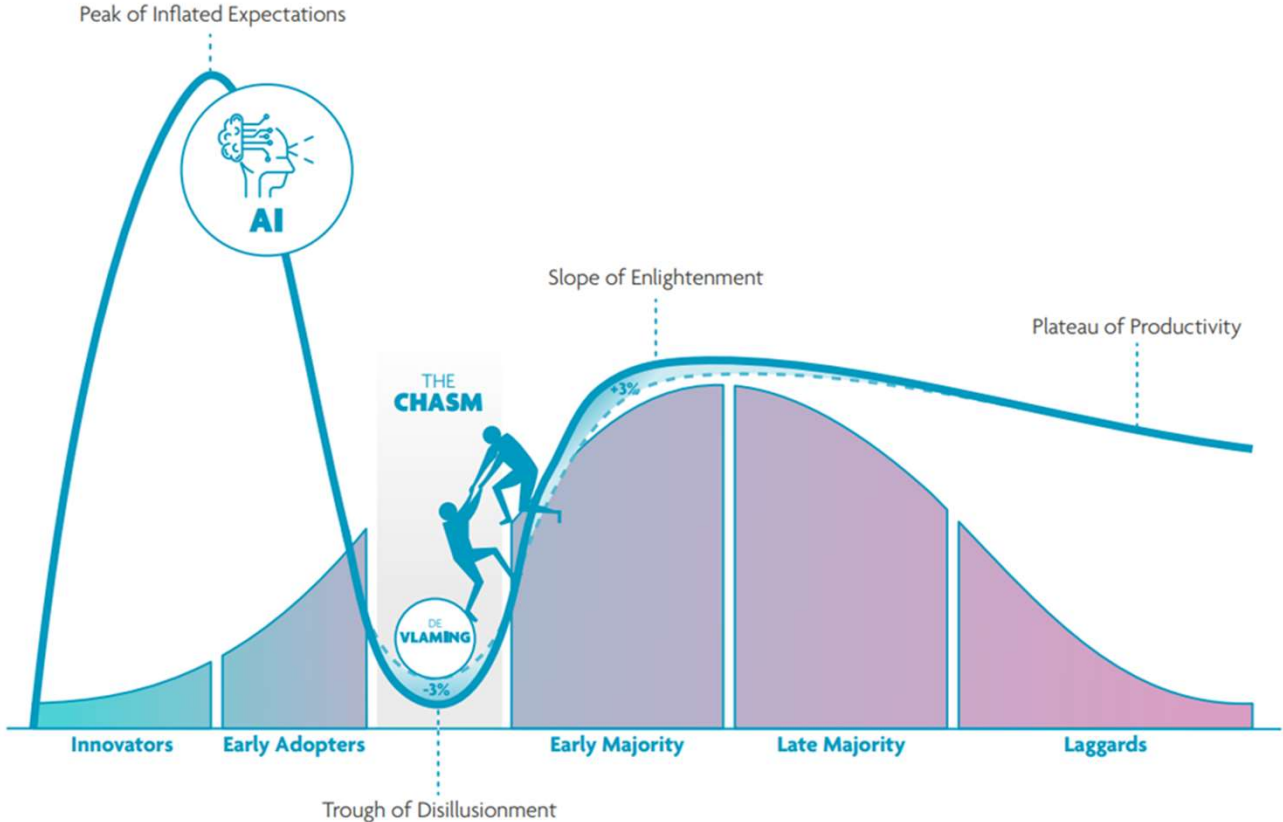 Peak of Inflated Expectations
AI
Slope of Enlightenment
Plateau of Productivity
THE
CHASM
+3%
DE
VLAMING
-3%
Innovators
Early Adopters
Early Majority
Late Majority
Laggards
Trough of Disillusionment